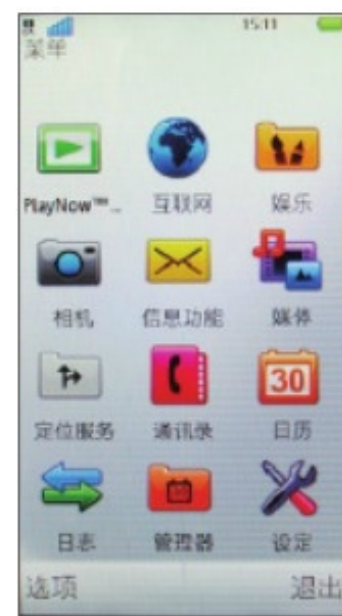 15:11
菜单
PlayNow™...
互联网
娱乐
相机
信息功能
媒体
定位服务
通讯录
30
日历
日志
管理器
设定
选项
退出